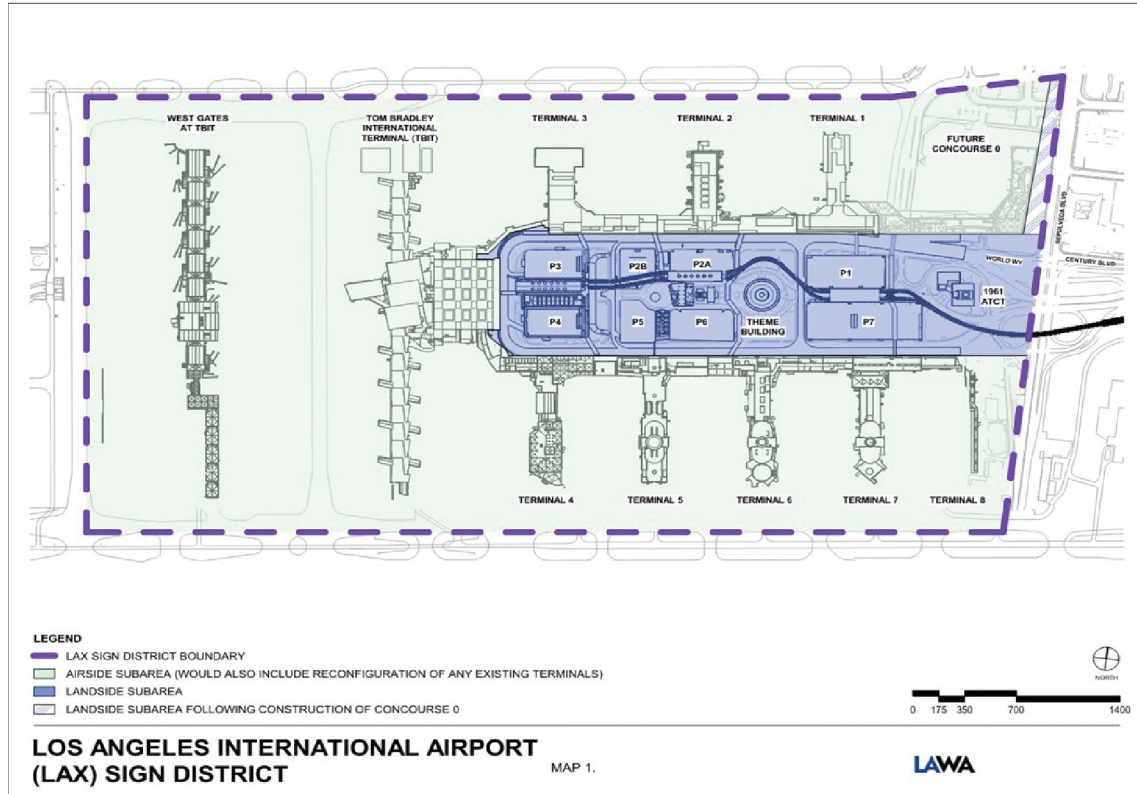 WEST GATES
AT TBIT
TOM BRADLEY
INTERNATIONAL
TERMINAL (TBIT)
TERMINAL 3
TERMINAL 2
TERMINAL 1
FUTURE
CONCOURSE 0
SEPULVEDA BLVD
WORLD WY
CENTURY BLVD
P3
P2B
P2A
P1
1961
ATCT
P4
P5
P6
THEME
BUILDING
P7
TERMINAL 4
TERMINAL 5
TERMINAL 6
TERMINAL 7
TERMINAL 8
LEGEND
LAX SIGN DISTRICT BOUNDARY
AIRSIDE SUBAREA (WOULD ALSO INCLUDE RECONFIGURATION OF ANY EXISTING TERMINALS)
LANDSIDE SUBAREA
LANDSIDE SUBAREA FOLLOWING CONSTRUCTION OF CONCOURSE 0
NORTH
0 175 350 700 1400
LOS ANGELES INTERNATIONAL AIRPORT
(LAX) SIGN DISTRICT
MAP 1.
LAWA